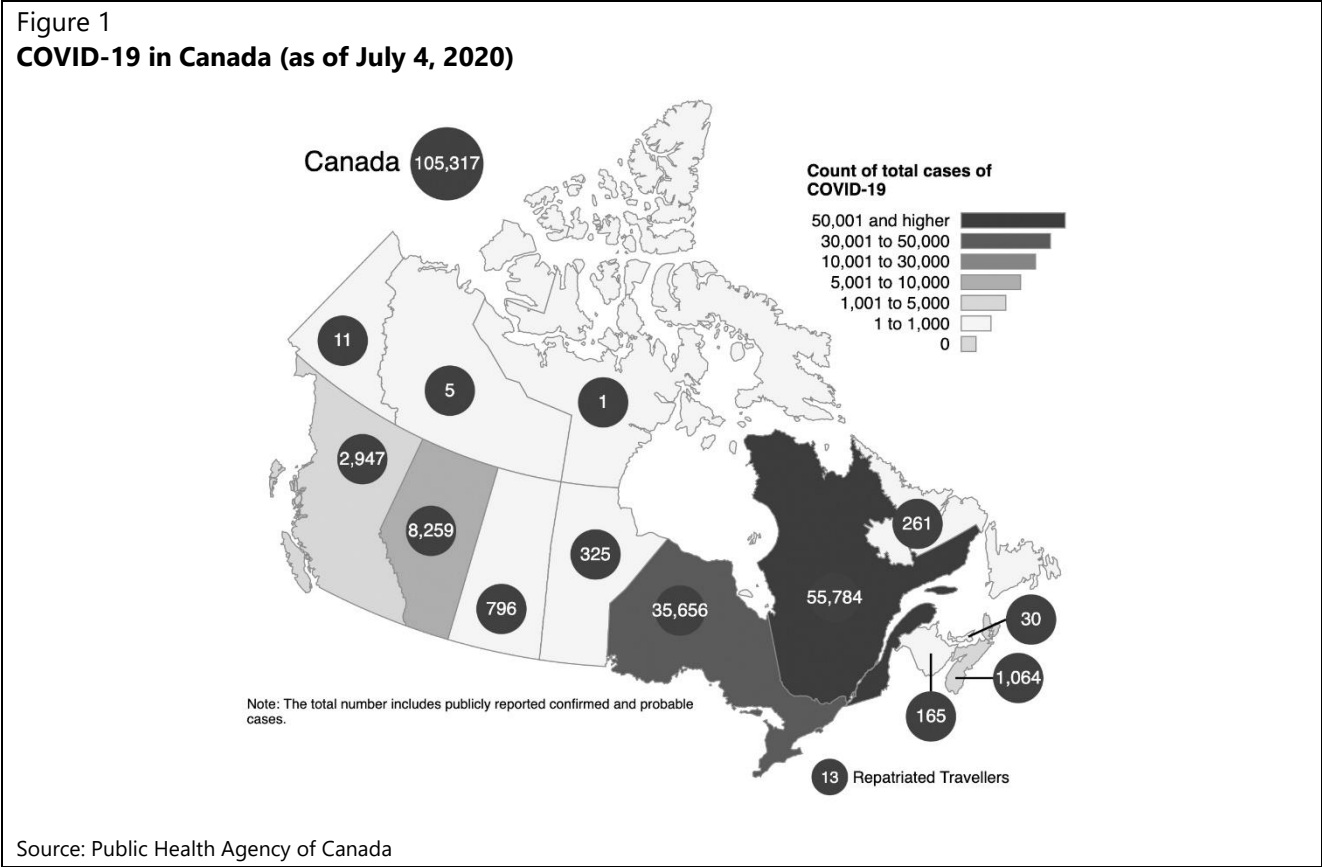 Figure 1
COVID-19 in Canada (as of July 4, 2020)
Canada 105,317
Count of total cases of
COVID-19
50,001 and higher
30,001 to 50,000
10,001 to 30,000
5,001 to 10,000
1,001 to 5,000
1 to 1,000
0
11
5
1
2,947
8,259
796
325
35,656
55,784
261
30
1,064
165
Note: The total number includes publicly reported confirmed and probable
cases.
13 Repatriated Travellers
Source: Public Health Agency of Canada